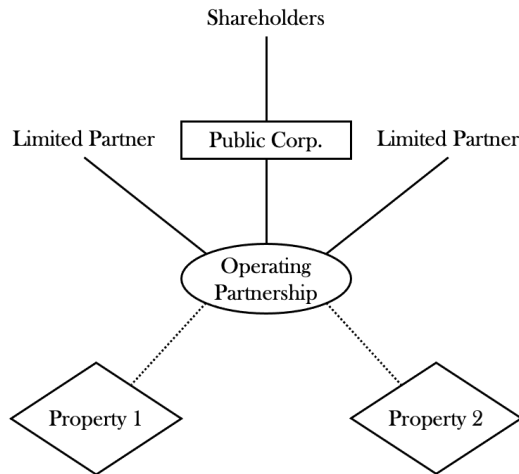 Shareholders
Limited Partner
Public Corp.
Limited Partner
Operating
Partnership
Property 1
Property 2